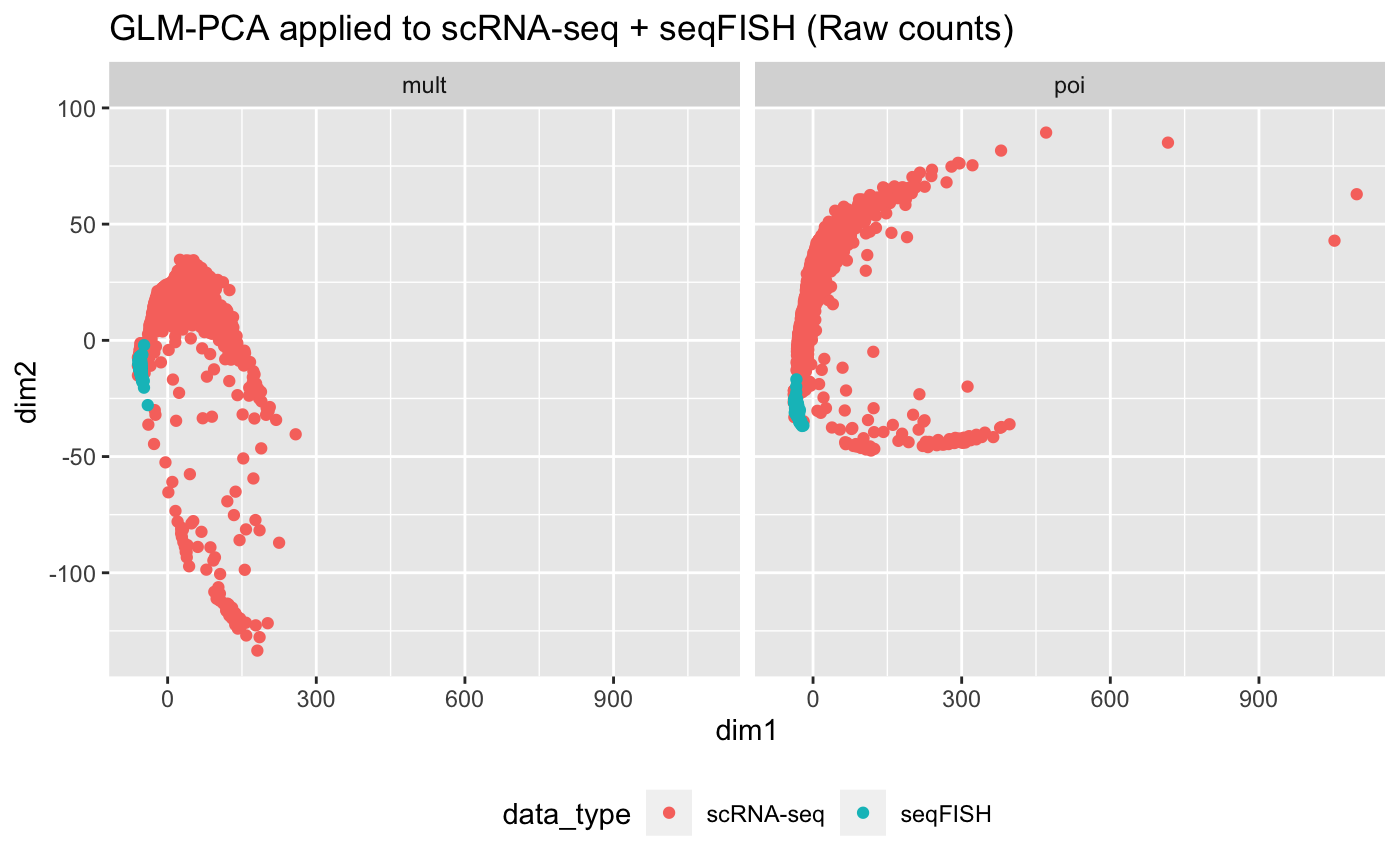 GLM-PCA applied to scRNA-seq + seqFISH (Raw counts)
mult poi
100
50
0
-50
-100
dim2
0 300 600 900 0 300 600 900
dim1
data_type scRNA-seq seqFISH